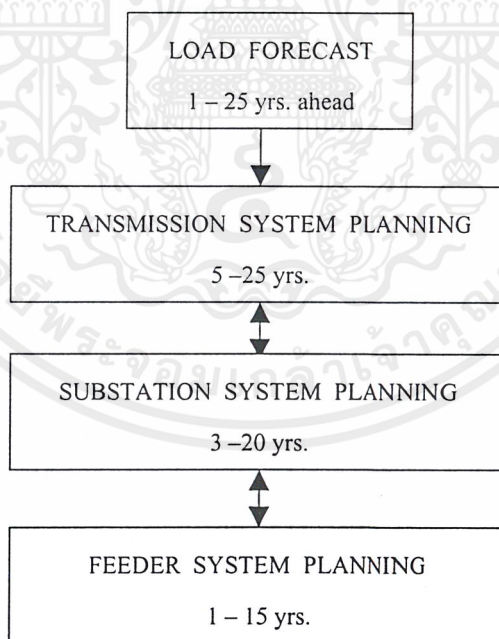 LOAD FORECAST
1 – 25 yrs. ahead
TRANSMISSION SYSTEM PLANNING
5 –25 yrs.
SUBSTATION SYSTEM PLANNING
3 –20 yrs.
FEEDER SYSTEM PLANNING
1 – 15 yrs.